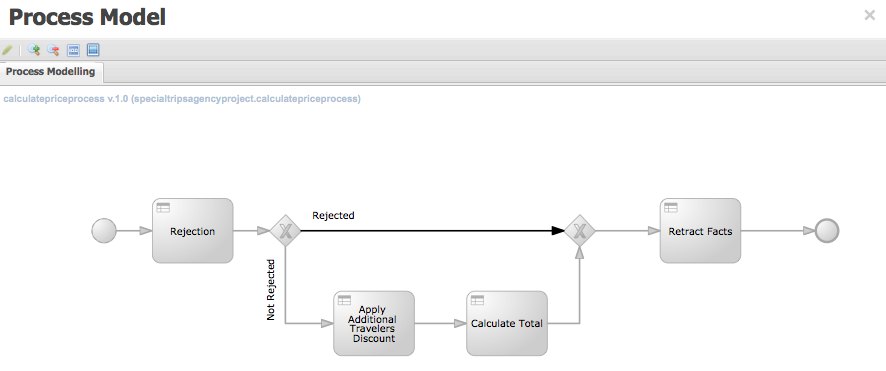 Process Model
Process Modelling
calculatepriceprocess v.1.0 (specialtripsagencyproject.calculatepriceprocess)
Rejected
Rejection
Retract Facts
Not Rejected
Apply
Additional
Travelers
Discount
Calculate Total